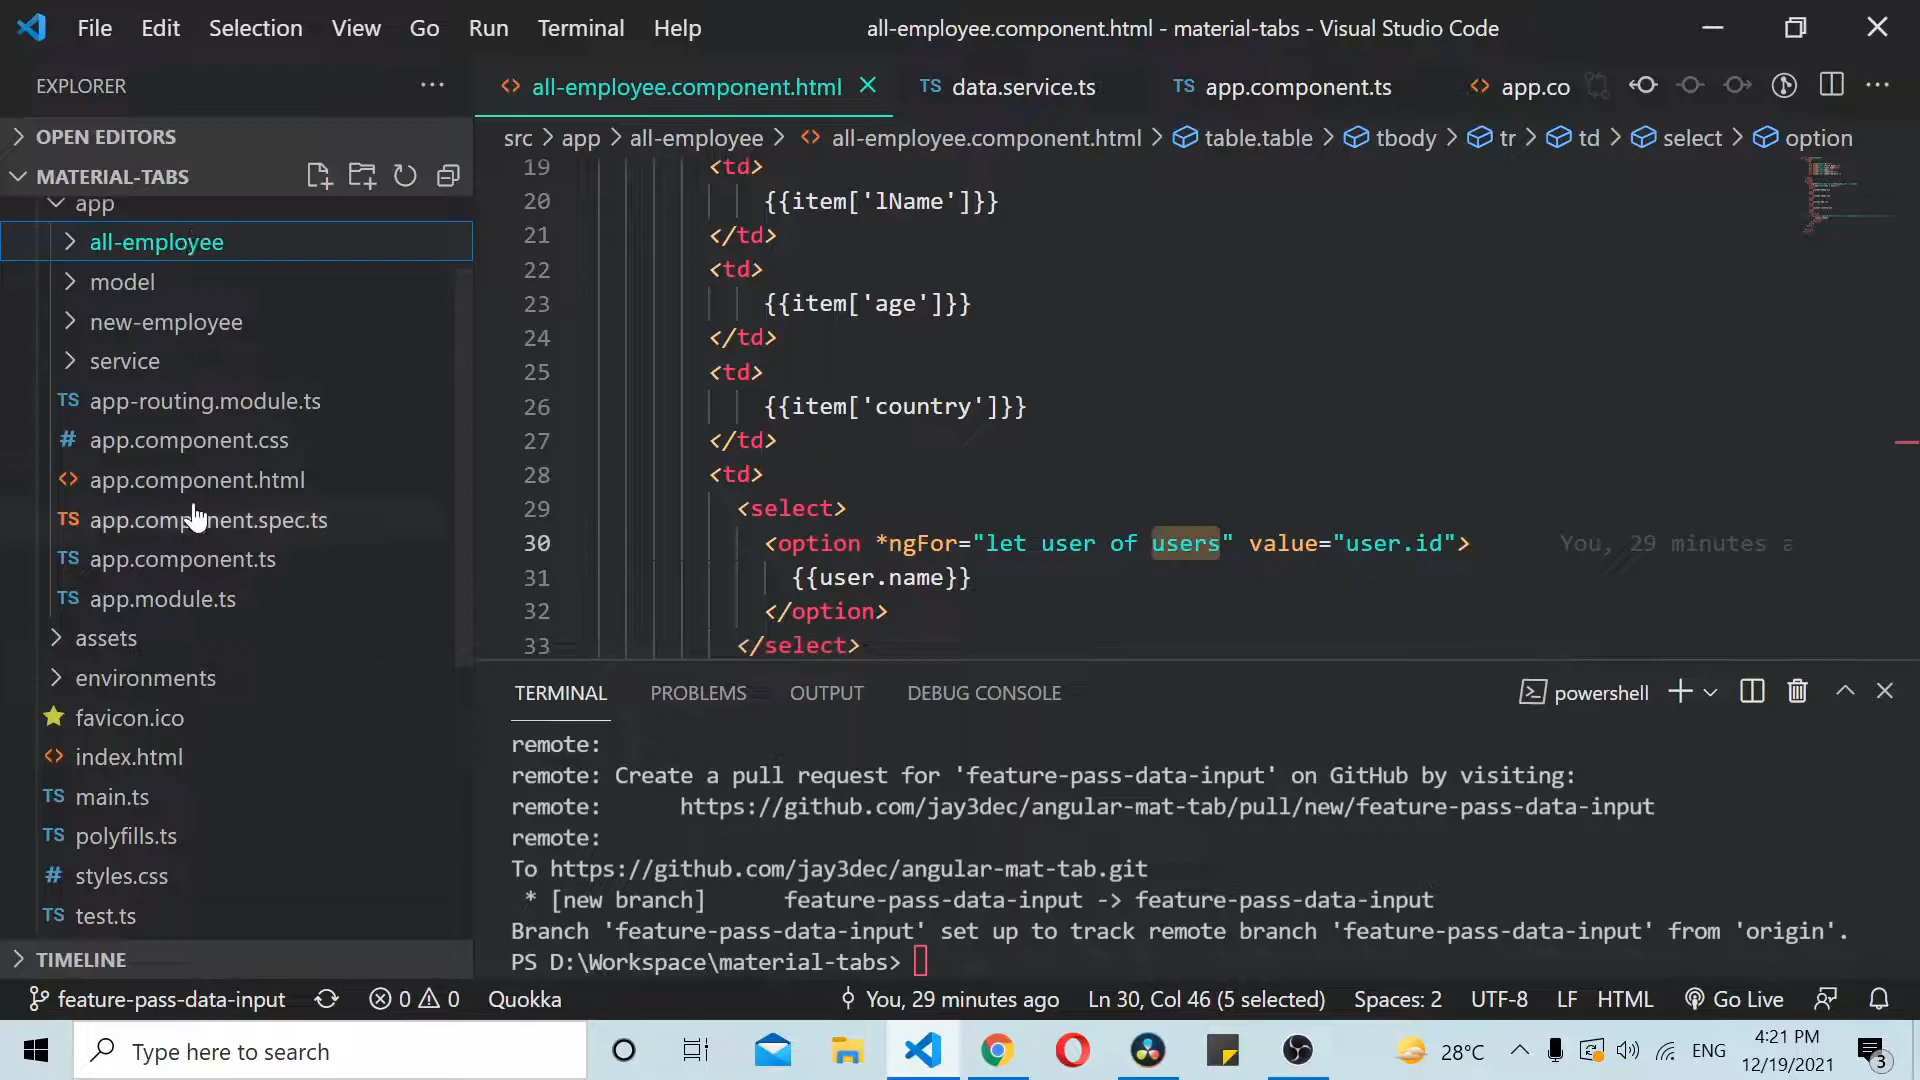 File Edit Selection View Go Run Terminal Help
all-employee.component.html - material-tabs - Visual Studio Code
EXPLORER
OPEN EDITORS
MATERIAL-TABS
app
all-employee
model
new-employee
service
TS app-routing.module.ts
# app.component.css
<> app.component.html
TS app.component.spec.ts
TS app.component.ts
TS app.module.ts
assets
environments
favicon.ico
<> index.html
TS main.ts
TS polyfills.ts
# styles.css
TS test.ts
TIMELINE
<> all-employee.component.html TS data.service.ts TS app.component.ts <> app.co
src > app > all-employee > <> all-employee.component.html > table.table > tbody > tr > td > select > option
19 <td>
20 {{item['lName']}}
21 </td>
22 <td>
23 {{item['age']}}
24 </td>
25 <td>
26 {{item['country']}}
27 </td>
28 <td>
29 <select>
30 <option *ngFor="let user of users" value="user.id"> You, 29 minutes a
31 {{user.name}}
32 </option>
33 </select>
TERMINAL PROBLEMS OUTPUT DEBUG CONSOLE powershell
remote:
remote: Create a pull request for 'feature-pass-data-input' on GitHub by visiting:
remote: https://github.com/jay3dec/angular-mat-tab/pull/new/feature-pass-data-input
remote:
To https://github.com/jay3dec/angular-mat-tab.git
* [new branch] feature-pass-data-input -> feature-pass-data-input
Branch 'feature-pass-data-input' set up to track remote branch 'feature-pass-data-input' from 'origin'.
PS D:\Workspace\material-tabs>
feature-pass-data-input 0 0 Quokka You, 29 minutes ago Ln 30, Col 46 (5 selected) Spaces: 2 UTF-8 LF HTML Go Live
Type here to search
28°C ENG
4:21 PM
12/19/2021
3